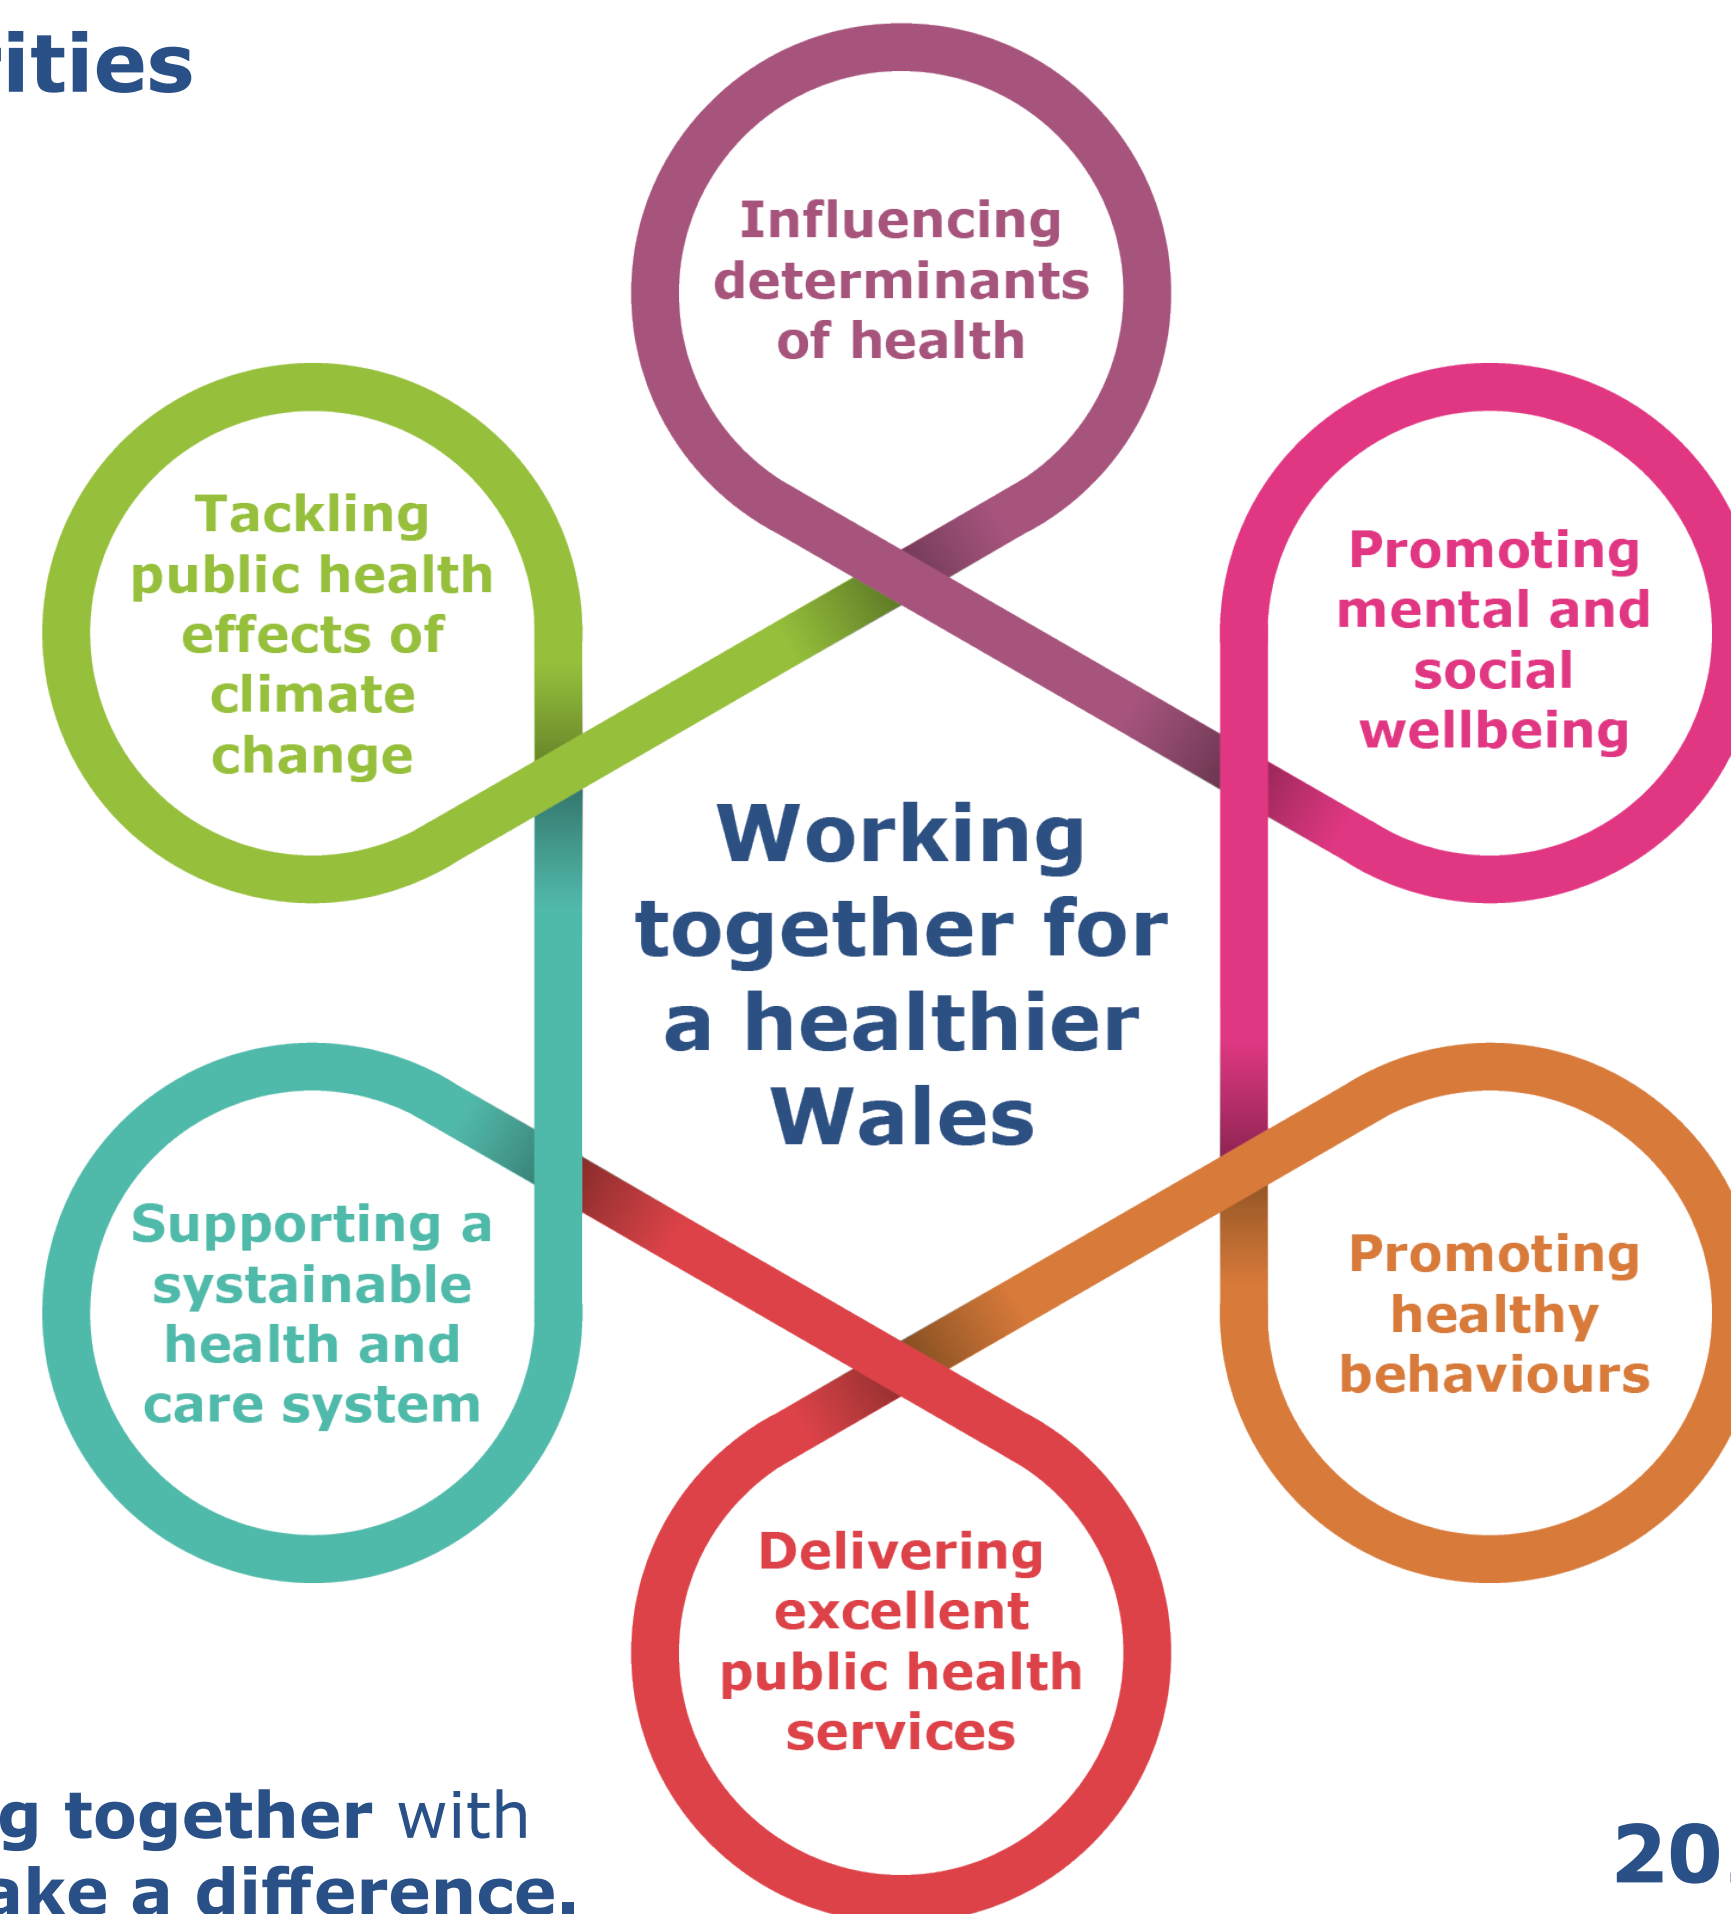 rities
Influencing
determinants
of health
Tackling
public health
effects of
climate
change
Promoting
mental and
social
wellbeing
Working
together for
a healthier
Wales
Supporting a
systainable
health and
care system
Promoting
healthy
behaviours
Delivering
excellent
public health
services
g together with
ake a difference.
20